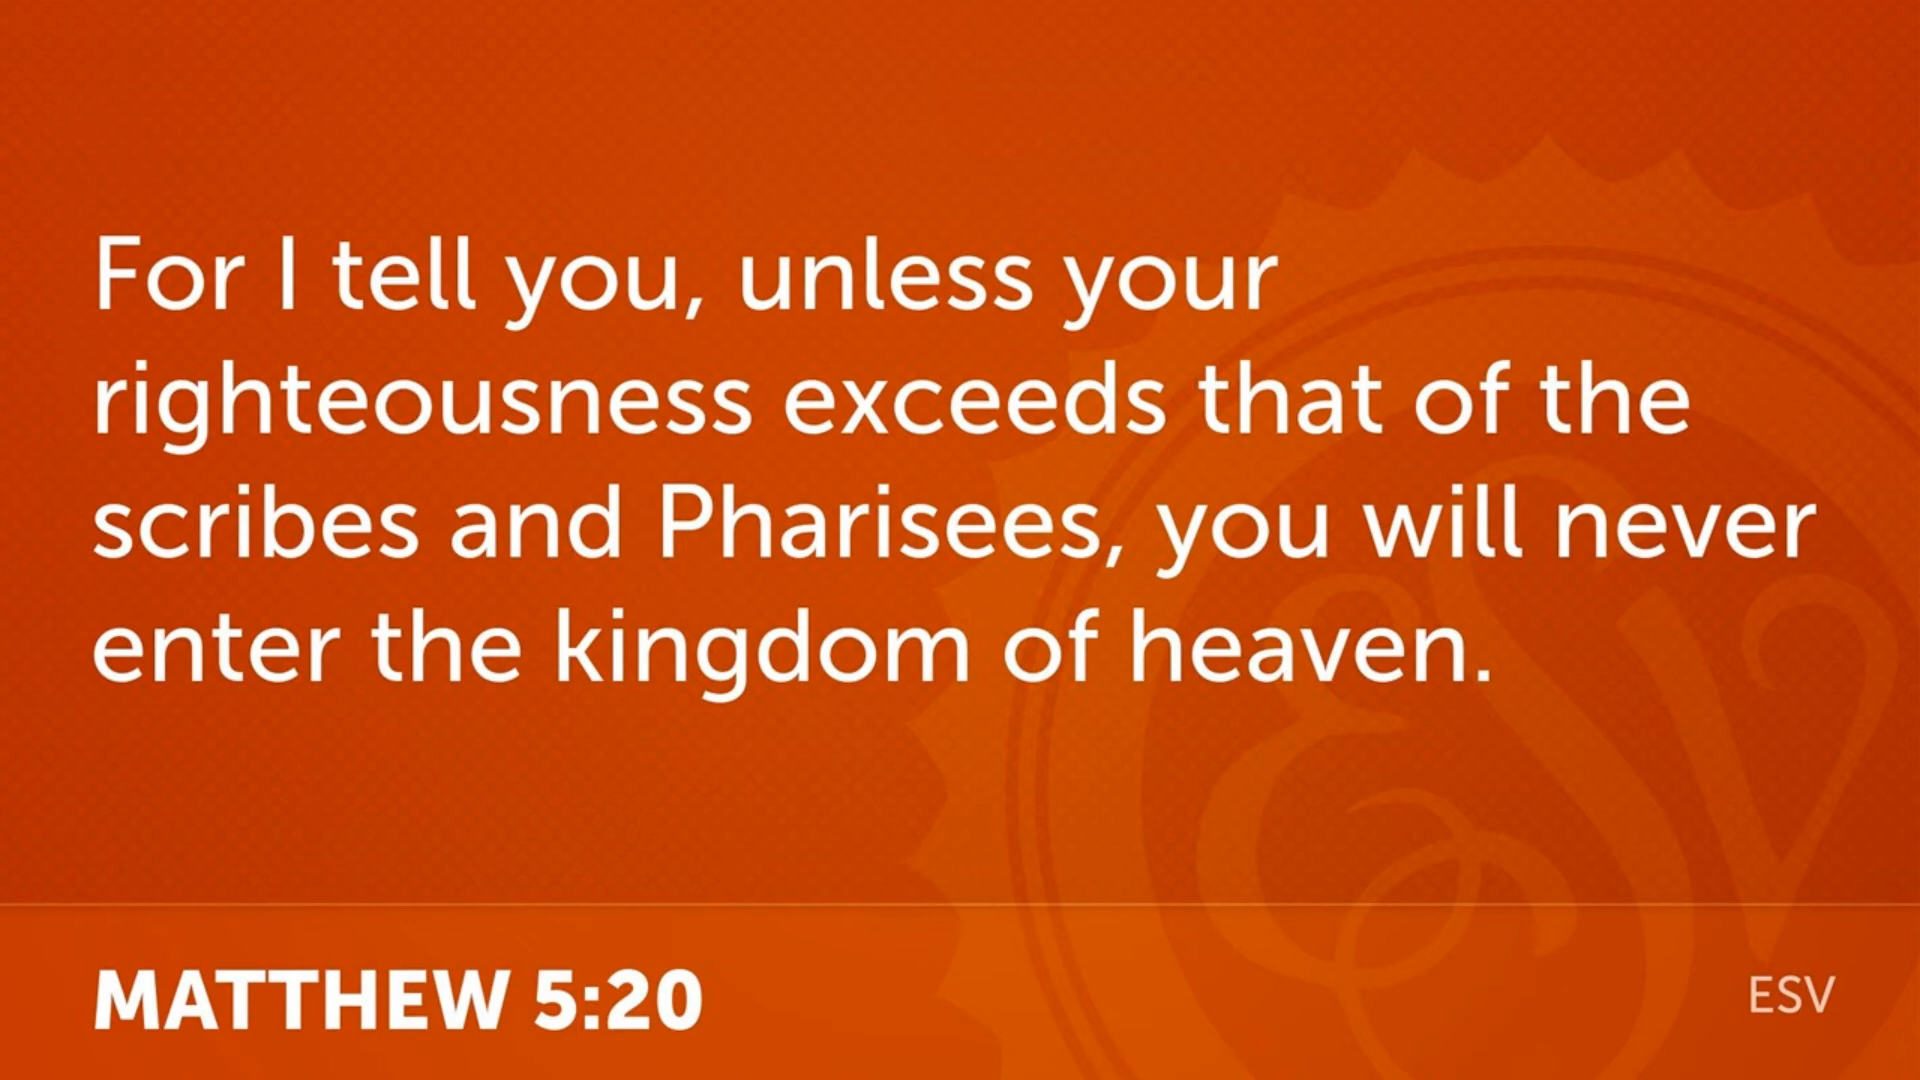 For I tell you, unless your
righteousness exceeds that of the
scribes and Pharisees, you will never
enter the kingdom of heaven.
MATTHEW 5:20
ESV
ESV